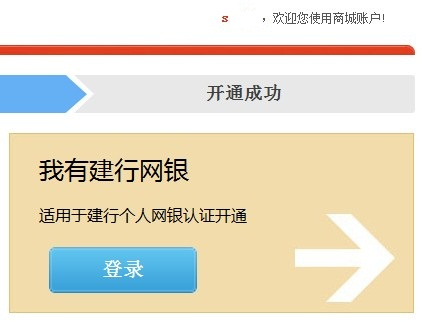 s ，欢迎您使用商城账户!
开通成功
我有建行网银
适用于建行个人网银认证开通
登录